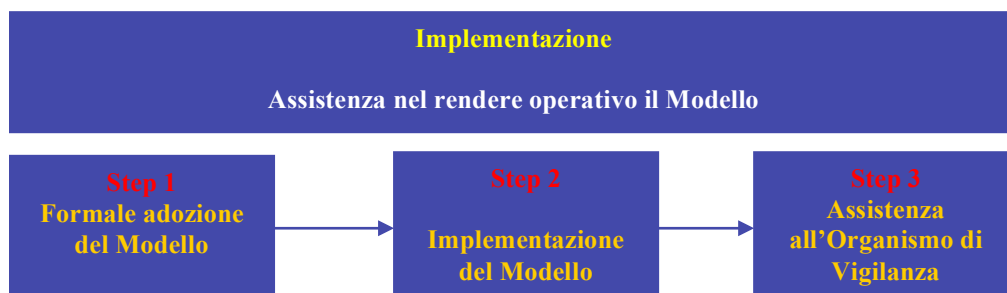 Implementazione
Assistenza nel rendere operativo il Modello
Step 1
Formale adozione
del Modello
Step 2
Implementazione
del Modello
Step 3
Assistenza
all’Organismo di
Vigilanza